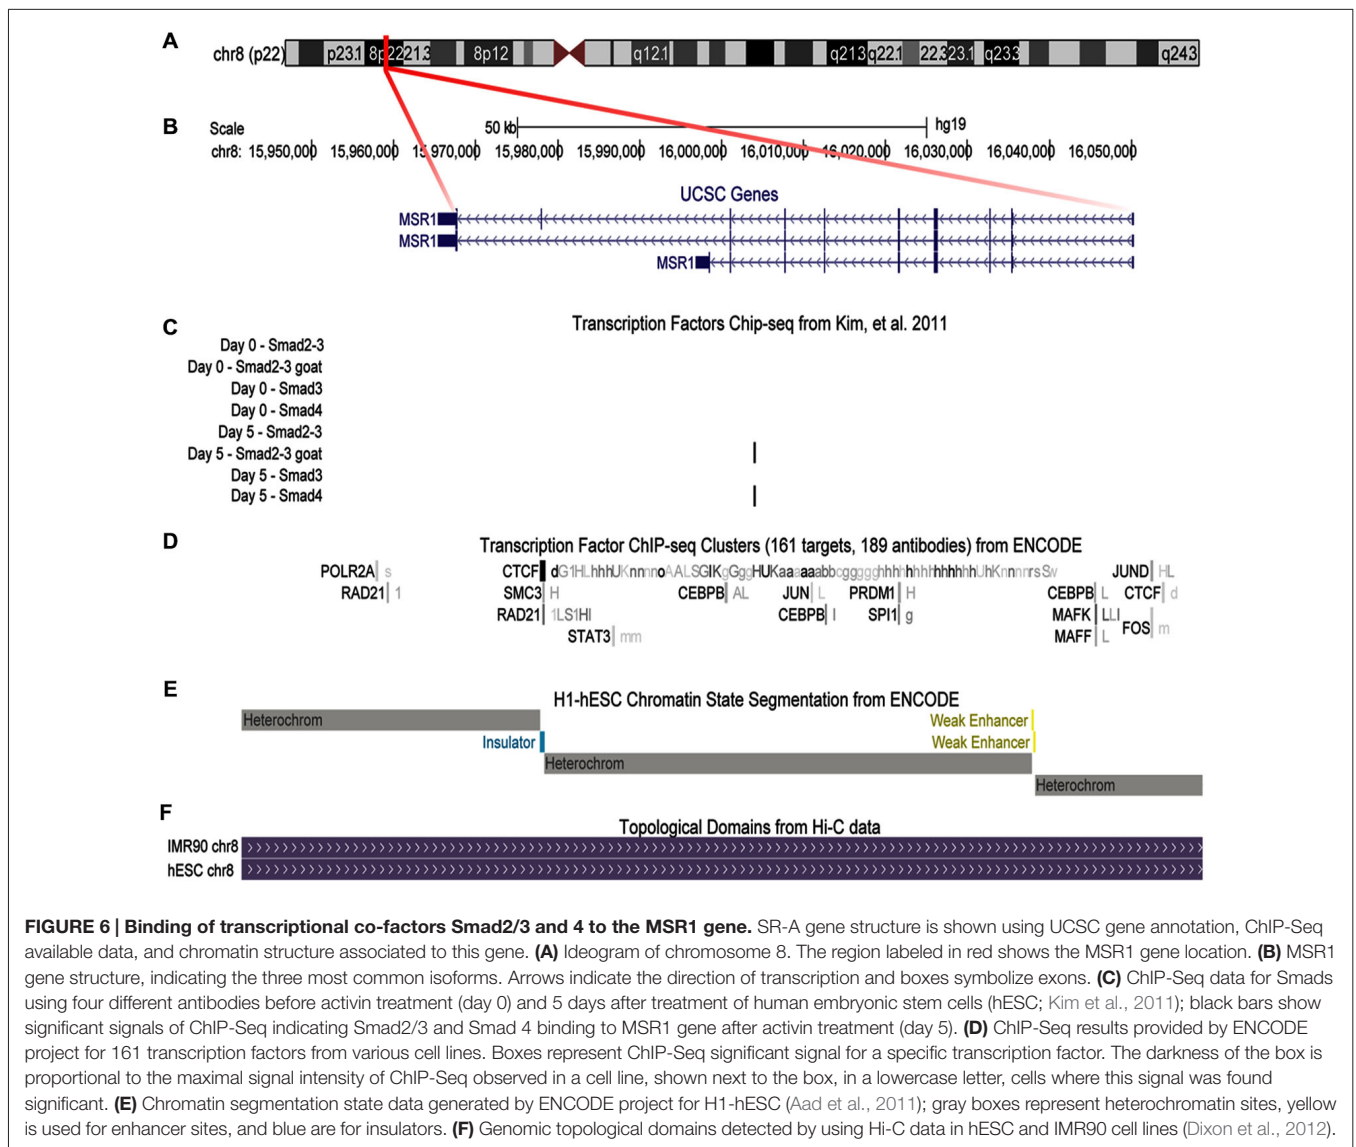 A
chr8 (p22) p23.1 8p22 21.3 8p12 q12.1 q213 q22.1 22.3 23.1 q233 q243
B
Scale 50 kb hg19
chr8: 15,950,000 15,960,000 15,970,000 15,980,000 15,990,000 16,000,000 16,010,000 16,020,000 16,030,000 16,040,000 16,050,000
UCSC Genes
MSR1
MSR1
MSR1
C
Transcription Factors Chip-seq from Kim, et al. 2011
Day 0 - Smad2-3
Day 0 - Smad2-3 goat
Day 0 - Smad3
Day 0 - Smad4
Day 5 - Smad2-3
Day 5 - Smad2-3 goat
Day 5 - Smad3
Day 5 - Smad4
D
Transcription Factor ChIP-seq Clusters (161 targets, 189 antibodies) from ENCODE
POLR2A s CTCF JUND HL
RAD21 1 SMC3 H CEBPB AL JUN L PRDM1 H CEBPB L CTCF d
RAD21 1LS1HI CEBPB I SPI1 g MAFK LLI FOS m
STAT3 mm MAFF L
E
H1-hESC Chromatin State Segmentation from ENCODE
Heterochrom Weak Enhancer
Insulator Weak Enhancer
Heterochrom
Heterochrom
F
Topological Domains from Hi-C data
IMR90 chr8
hESC chr8
FIGURE 6 | Binding of transcriptional co-factors Smad2/3 and 4 to the MSR1 gene. SR-A gene structure is shown using UCSC gene annotation, ChIP-Seq
available data, and chromatin structure associated to this gene. (A) Ideogram of chromosome 8. The region labeled in red shows the MSR1 gene location. (B) MSR1
gene structure, indicating the three most common isoforms. Arrows indicate the direction of transcription and boxes symbolize exons. (C) ChIP-Seq data for Smads
using four different antibodies before activin treatment (day 0) and 5 days after treatment of human embryonic stem cells (hESC; Kim et al., 2011); black bars show
significant signals of ChIP-Seq indicating Smad2/3 and Smad 4 binding to MSR1 gene after activin treatment (day 5). (D) ChIP-Seq results provided by ENCODE
project for 161 transcription factors from various cell lines. Boxes represent ChIP-Seq significant signal for a specific transcription factor. The darkness of the box is
proportional to the maximal signal intensity of ChIP-Seq observed in a cell line, shown next to the box, in a lowercase letter, cells where this signal was found
significant. (E) Chromatin segmentation state data generated by ENCODE project for H1-hESC (Aad et al., 2011); gray boxes represent heterochromatin sites, yellow
is used for enhancer sites, and blue are for insulators. (F) Genomic topological domains detected by using Hi-C data in hESC and IMR90 cell lines (Dixon et al., 2012).